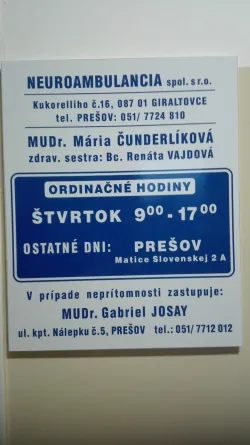 NEUROAMBULANCIA spol. s r.o.
Kukorelliho č.16, 087 01 GIRALTOVCE
tel. PREŠOV: 051/ 7724 810
MUDr. Mária ČUNDERLÍKOVÁ
zdrav. sestra: Bc. Renáta VAJDOVÁ
ORDINAČNÉ HODINY
ŠTVRTOK 9⁰⁰ - 17⁰⁰
OSTATNÉ DNI: PREŠOV
Matice Slovenskej 2 A
V prípade neprítomnosti zastupuje:
MUDr. Gabriel JOSAY
ul. kpt. Nálepku č.5, PREŠOV tel.: 051/ 7712 012